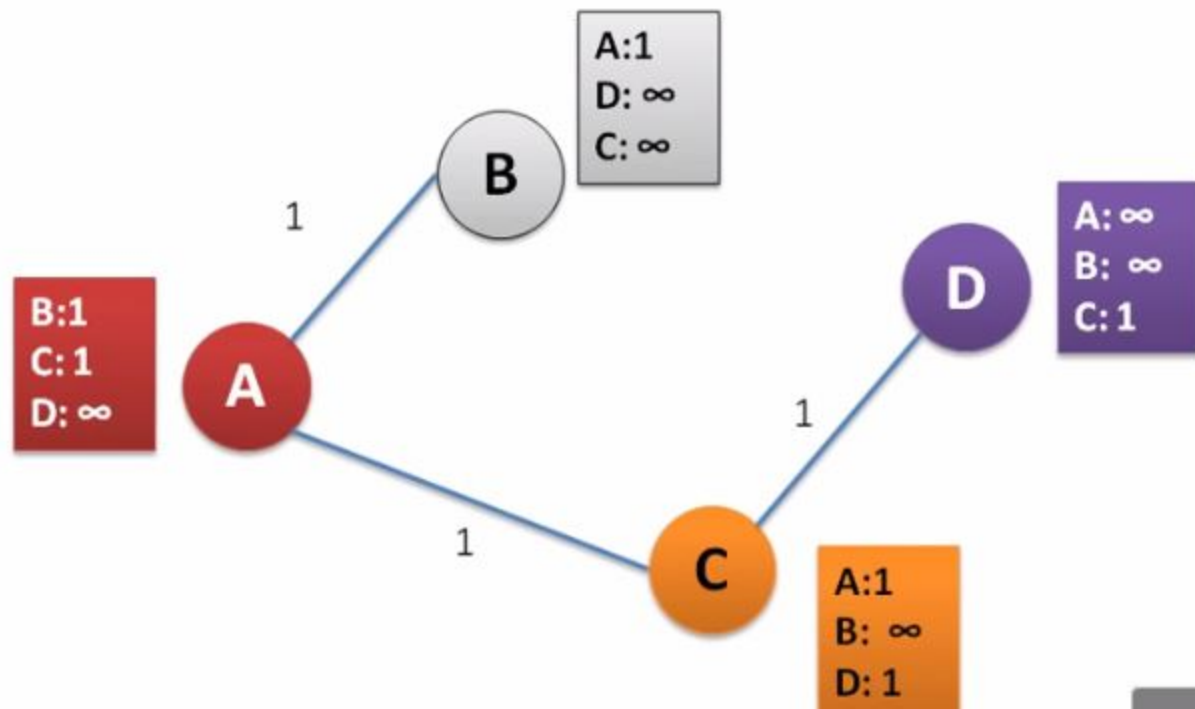 A:1
D: ∞
C: ∞
B
1
A: ∞
B: ∞
C: 1
D
B:1
C: 1
D: ∞
A
1
1
C
A:1
B: ∞
D: 1